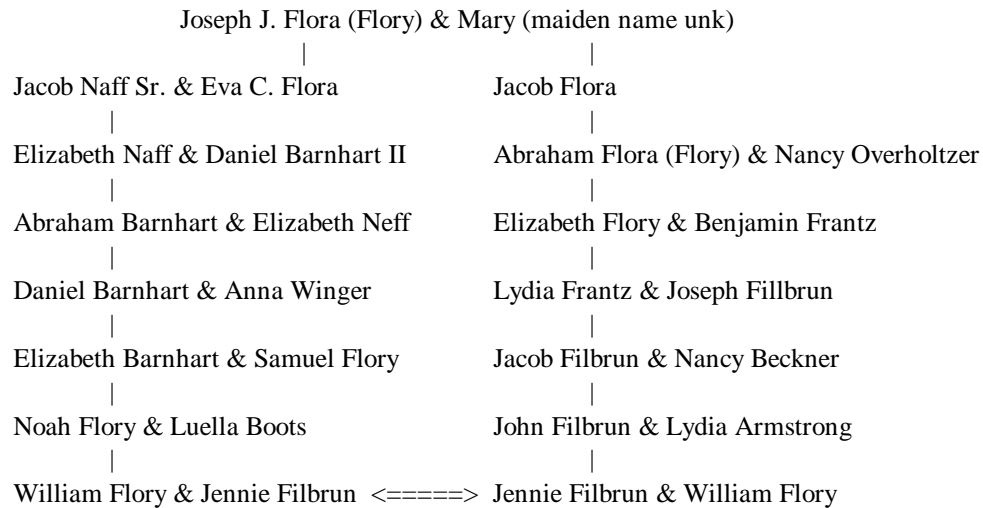 Joseph J. Flora (Flory) & Mary (maiden name unk)
| |
Jacob Naff Sr. & Eva C. Flora Jacob Flora
| |
Elizabeth Naff & Daniel Barnhart II Abraham Flora (Flory) & Nancy Overholtzer
| |
Abraham Barnhart & Elizabeth Neff Elizabeth Flory & Benjamin Frantz
| |
Daniel Barnhart & Anna Winger Lydia Frantz & Joseph Fillbrun
| |
Elizabeth Barnhart & Samuel Flory Jacob Filbrun & Nancy Beckner
| |
Noah Flory & Luella Boots John Filbrun & Lydia Armstrong
| |
William Flory & Jennie Filbrun <=====> Jennie Filbrun & William Flory